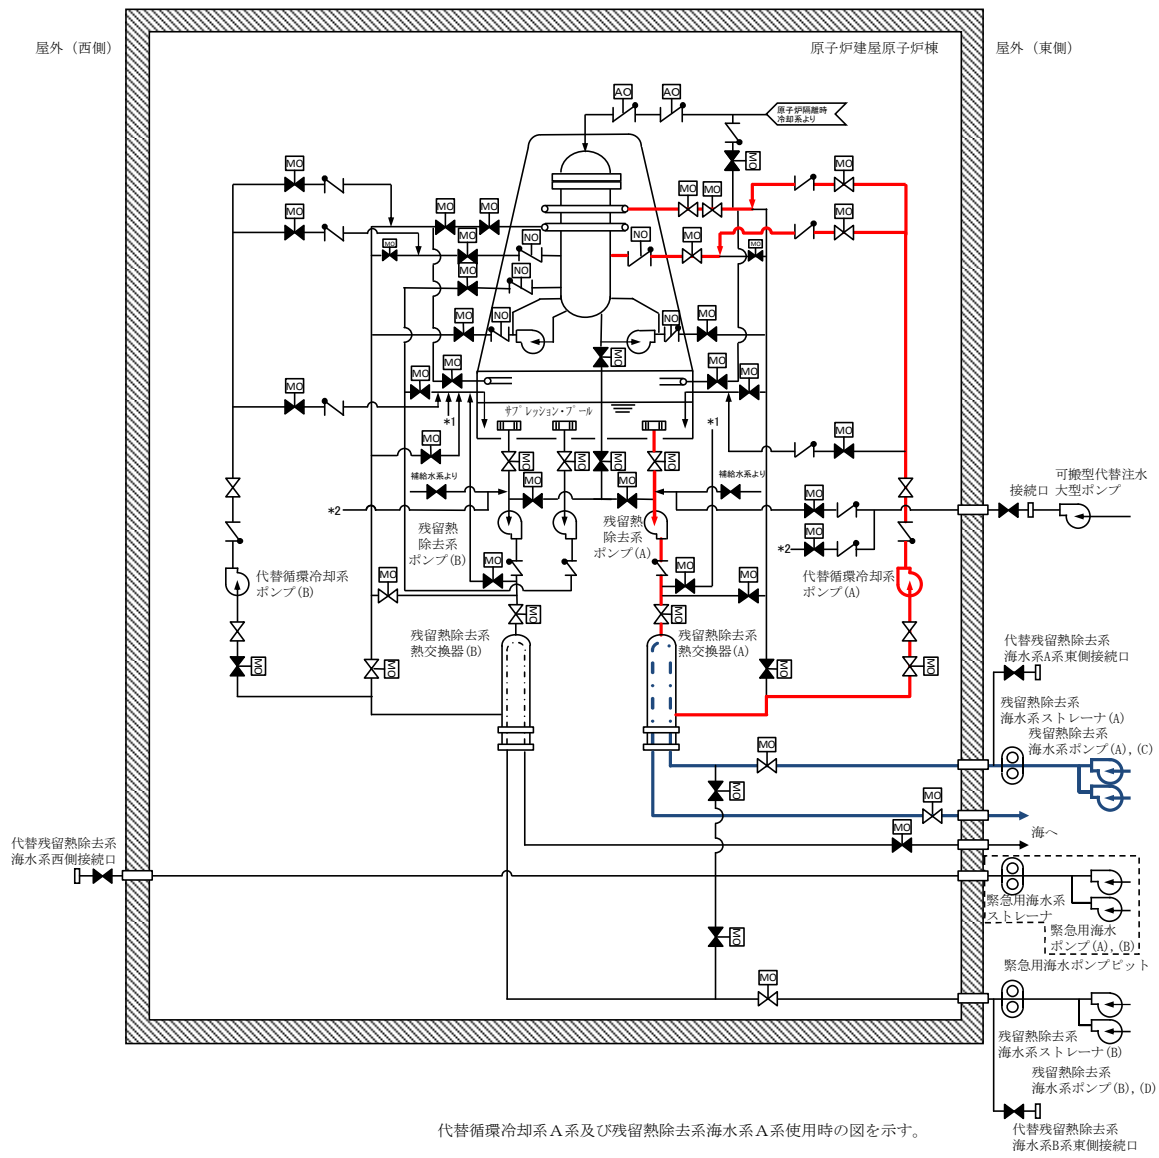 屋外（西側）
原子炉建屋原子炉棟
屋外（東側）
AO
AO
原子炉隔離時
冷却系より
MO
MO
MO
MO
MO
MO
MO
MO
MO
MO
MO
MO
NO
NO
MO
MO
MO
NO
MO
NO
NO
MO
MO
MO
MO
MO
MO
MO
MO
サプレッション・プール
*1
*1
MO
MO
MO
MO
MO
MO
MO
補給水系より
補給水系より
MO
MO
MO
接続口
可搬型代替注水
大型ポンプ
*2
*2
MO
残留熱
除去系
ポンプ(B)
残留熱
除去系
ポンプ(A)
MO
MO
MO
MO
代替循環冷却系
ポンプ(B)
代替循環冷却系
ポンプ(A)
MO
MO
残留熱除去系
熱交換器(B)
残留熱除去系
熱交換器(A)
MO
MO
MO
MO
代替残留熱除去系
海水系A系東側接続口
残留熱除去系
海水系ストレーナ(A)
残留熱除去系
海水系ポンプ(A),(C)
MO
MO
MO
MO
海へ
代替残留熱除去系
海水系西側接続口
緊急用海水系
ストレーナ
緊急用海水
ポンプ(A),(B)
緊急用海水ポンプピット
MO
MO
残留熱除去系
海水系ストレーナ(B)
残留熱除去系
海水系ポンプ(B),(D)
代替残留熱除去系
海水系B系東側接続口
代替循環冷却系Ａ系及び残留熱除去系海水系Ａ系使用時の図を示す。